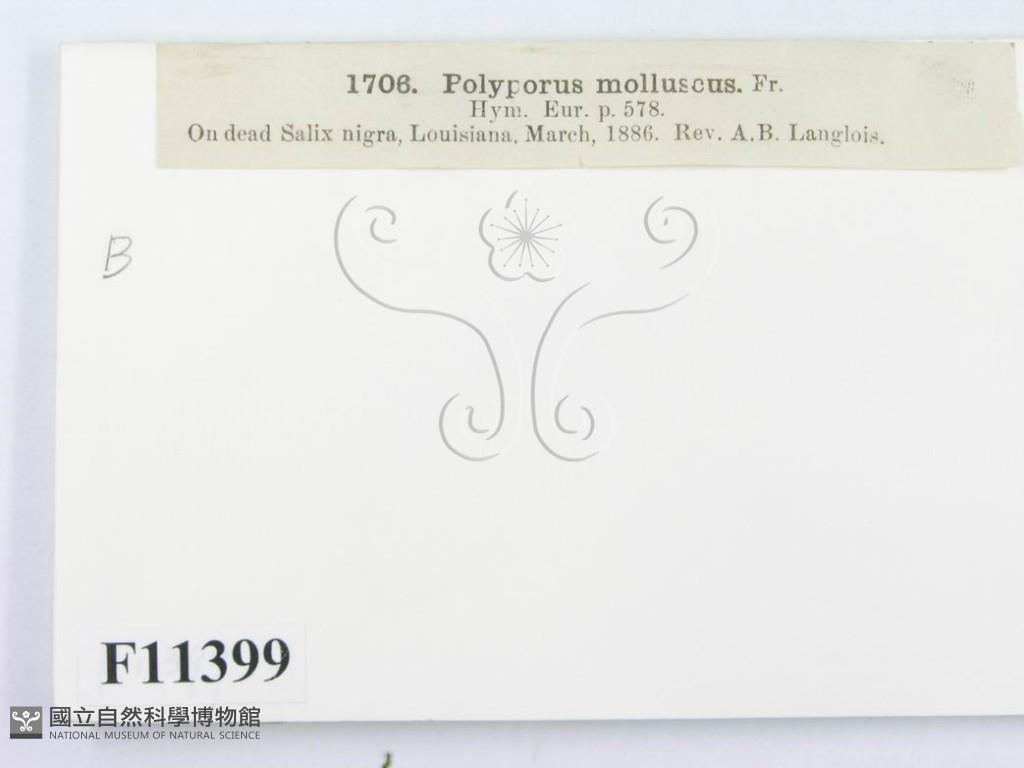 1706. Polyporus molluscus. Fr.
Hym. Eur. p. 578.
On dead Salix nigra, Louisiana, March, 1886. Rev. A.B. Langlois.
B
F11399
國立自然科學博物館
NATIONAL MUSEUM OF NATURAL SCIENCE